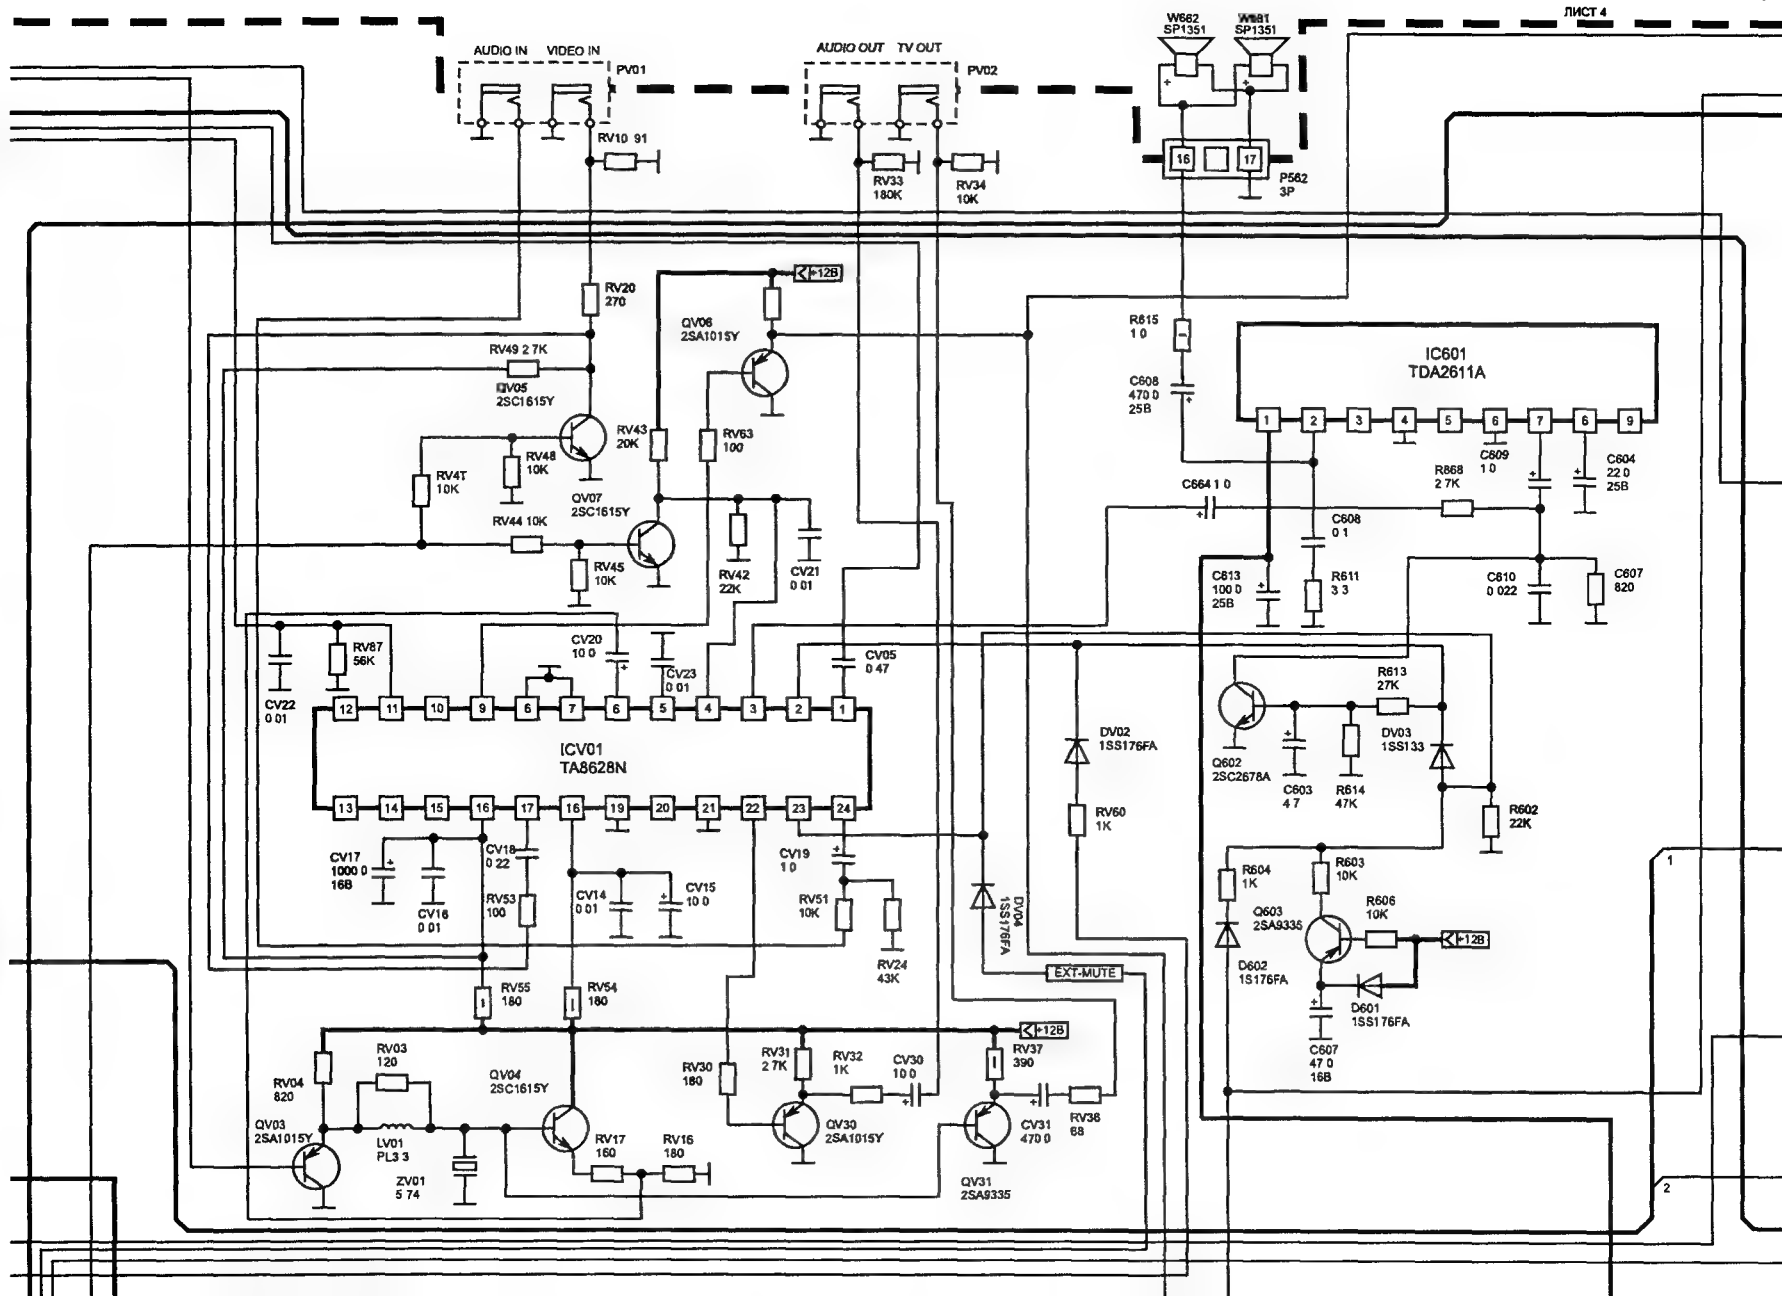 ЛИСТ 4
W662
SP1351
W661
SP1351
AUDIO IN VIDEO IN
PV01
AUDIO OUT TV OUT
PV02
RV10 91
RV33
180K
RV34
10K
16
17
P562
3P
RV20
270
+12В
QV06
2SA1015Y
RV49 2 7K
QV05
2SC1615Y
R615
1 0
C608
470 0
25В
IC601
TDA2611A
1 2 3 4 5 6 7 6 9
RV43
20K
RV63
100
RV48
10K
RV47
10K
QV07
2SC1615Y
RV44 10K
RV45
10K
RV42
22K
CV21
0 01
C609
1 0
R868
2 7K
C604
22 0
25В
C664 1 0
C608
0 1
R611
3 3
C613
100 0
25В
C610
0 022
C607
820
RV87
56K
CV22
0 01
CV20
10 0
CV23
0 01
CV05
0 47
12 11 10 9 6 7 6 5 4 3 2 1
ICV01
TA8628N
13 14 15 16 17 16 19 20 21 22 23 24
DV02
1SS176FA
RV60
1K
R613
27K
DV03
1SS133
Q602
2SC2678A
C603
4 7
R614
47K
R602
22K
CV17
1000 0
16В
CV16
0 01
CV18
0 22
RV53
100
CV14
0 01
CV15
10 0
CV19
1 0
RV51
10K
RV24
43K
DV04
1SS176FA
EXT-MUTE
R604
1K
R603
10K
R606
10K
Q603
2SA9335
+12В
D602
1S176FA
D601
1SS176FA
C607
47 0
16В
1
2
RV55
180
RV54
180
+12В
RV03
120
RV04
820
QV04
2SC1615Y
RV30
180
RV31
2 7K
RV32
1K
CV30
10 0
RV37
390
QV03
2SA1015Y
LV01
PL3 3
ZV01
5 74
RV17
160
RV16
180
QV30
2SA1015Y
CV31
470 0
RV36
68
QV31
2SA9335